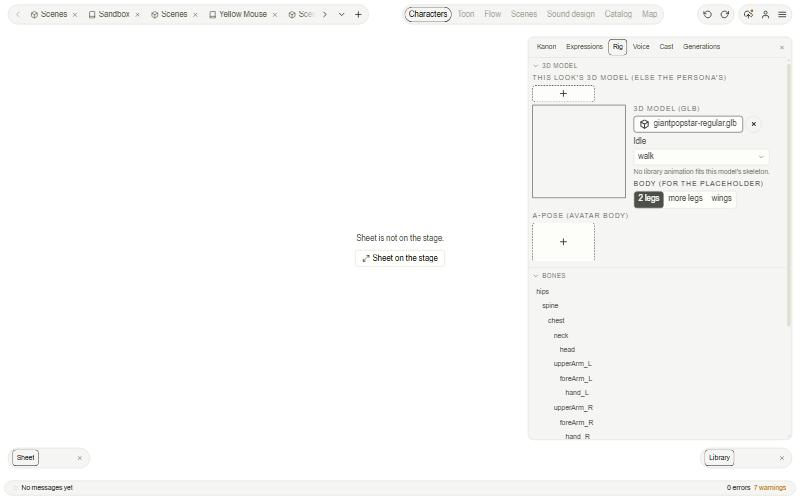 Scenes × Sandbox × Scenes × Yellow Mouse ×
Characters Toon Flow Scenes Sound design Catalog Map
Kanon Expressions Rig Voice Cast Generations ×
3D MODEL
THIS LOOK'S 3D MODEL (ELSE THE PERSONA'S)
+
3D MODEL (GLB)
giantpopstar-regular.glb ×
Idle
walk
No library animation fits this model's skeleton.
BODY (FOR THE PLACEHOLDER)
2 legs more legs wings
A-POSE (AVATAR BODY)
+
Sheet is not on the stage.
Sheet on the stage
BONES
hips
spine
chest
neck
head
upperArm_L
foreArm_L
hand_L
upperArm_R
foreArm_R
hand_R
Sheet ×
Library ×
No messages yet
0 errors 7 warnings